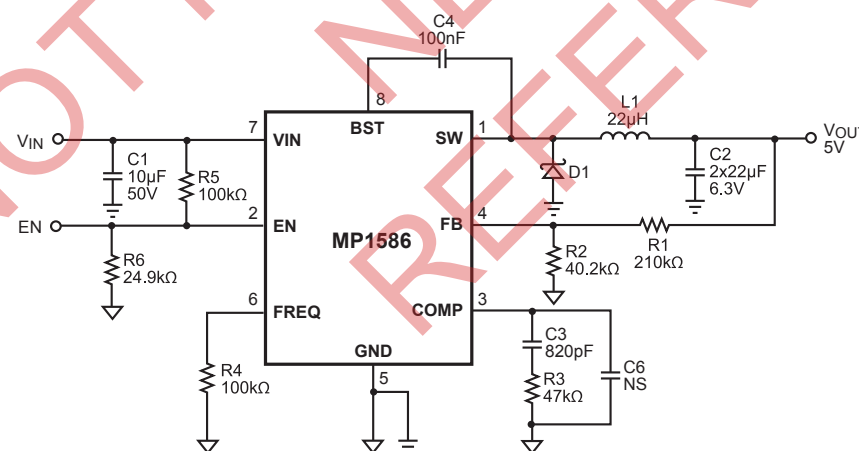 C4
100nF
8
BST
L1
22µH
VIN
7
VIN
SW
1
VOUT
5V
C1
10µF
50V
R5
100kΩ
D1
C2
2x22µF
6.3V
EN
2
EN
FB
4
MP1586
R1
210kΩ
R2
40.2kΩ
R6
24.9kΩ
6
FREQ
COMP
3
C3
820pF
C6
NS
R3
47kΩ
GND
5
R4
100kΩ
NOT
REFER